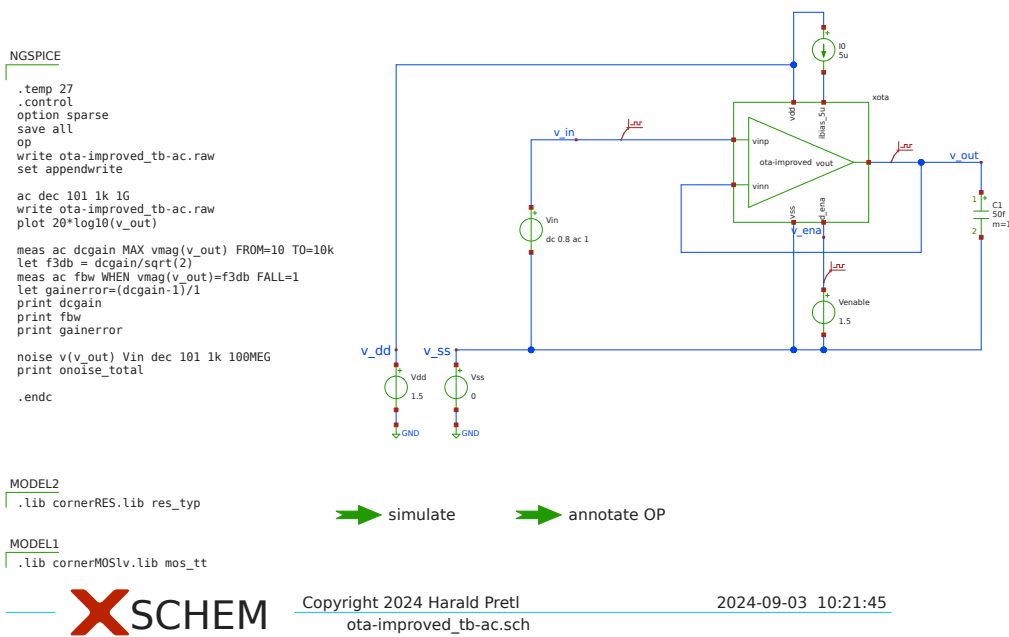 NGSPICE
.temp 27
.control
option sparse
save all
op
write ota-improved_tb-ac.raw
set appendwrite
ac dec 101 1k 1G
write ota-improved_tb-ac.raw
plot 20*log10(v_out)
meas ac dcgain MAX vmag(v_out) FROM=10 TO=10k
let f3db = dcgain/sqrt(2)
meas ac fbw WHEN vmag(v_out)=f3db FALL=1
let gainerror=(dcgain-1)/1
print dcgain
print fbw
print gainerror
noise v(v_out) Vin dec 101 1k 100MEG
print onoise_total
.endc
I0
5u
xota
vdd
ibias_5u
v_in
vinp
ota-improved
vout
v_out
vinn
vss
d_ena
v_ena
1
C1
50f
2
m=1
Vin
dc 0.8 ac 1
Venable
1.5
v_dd
v_ss
Vdd
1.5
Vss
0
GND
GND
MODEL2
.lib cornerRES.lib res_typ
simulate
annotate OP
MODEL1
.lib cornerMOSlv.lib mos_tt
XSCHEM
Copyright 2024 Harald Pretl
2024-09-03 10:21:45
ota-improved_tb-ac.sch